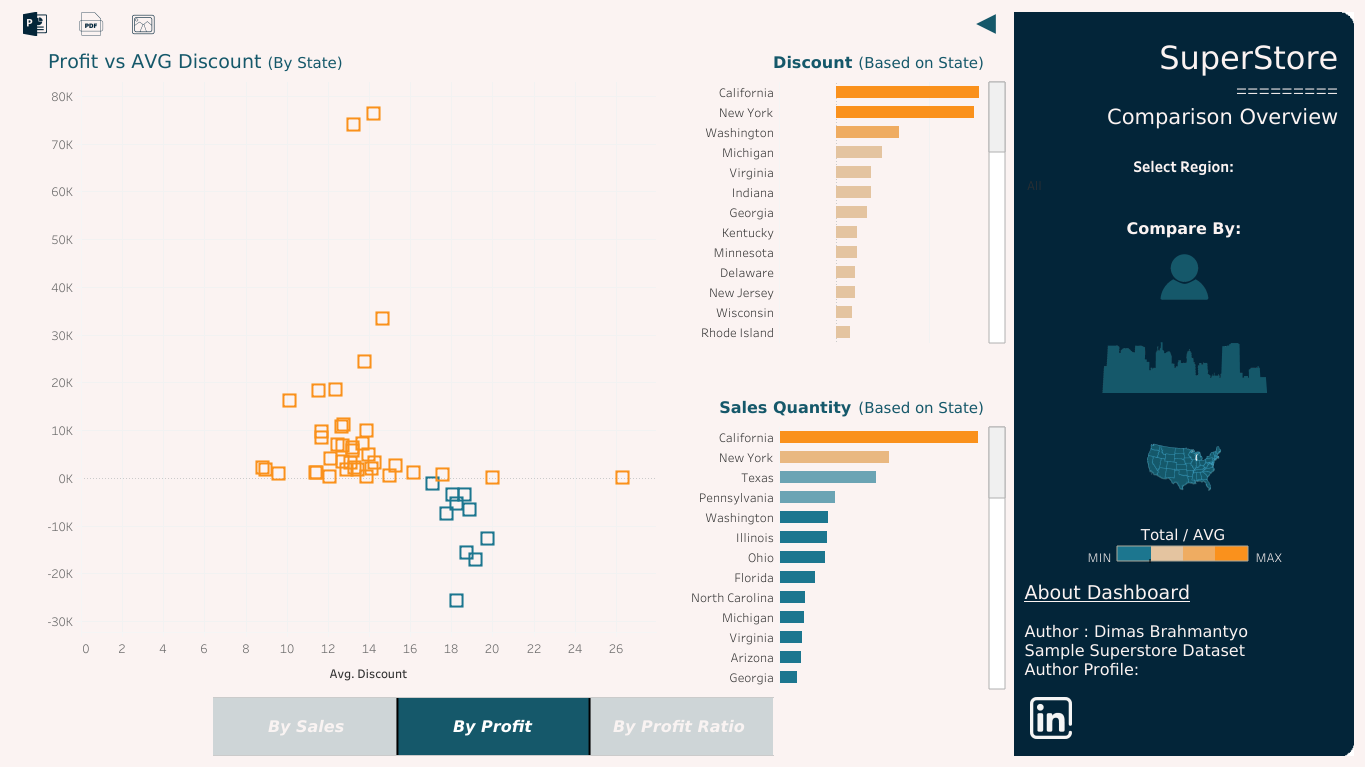 P
PDF
SuperStore
=========
Comparison Overview
Select Region:
All
Compare By:
Total / AVG
MIN
MAX
About Dashboard
Author : Dimas Brahmantyo
Sample Superstore Dataset
Author Profile:
in
Profit vs AVG Discount (By State)
80K
70K
60K
50K
40K
30K
20K
10K
0K
-10K
-20K
-30K
0 2 4 6 8 10 12 14 16 18 20 22 24 26
Avg. Discount
Discount (Based on State)
California
New York
Washington
Michigan
Virginia
Indiana
Georgia
Kentucky
Minnesota
Delaware
New Jersey
Wisconsin
Rhode Island
Sales Quantity (Based on State)
California
New York
Texas
Pennsylvania
Washington
Illinois
Ohio
Florida
North Carolina
Michigan
Virginia
Arizona
Georgia
By Sales
By Profit
By Profit Ratio